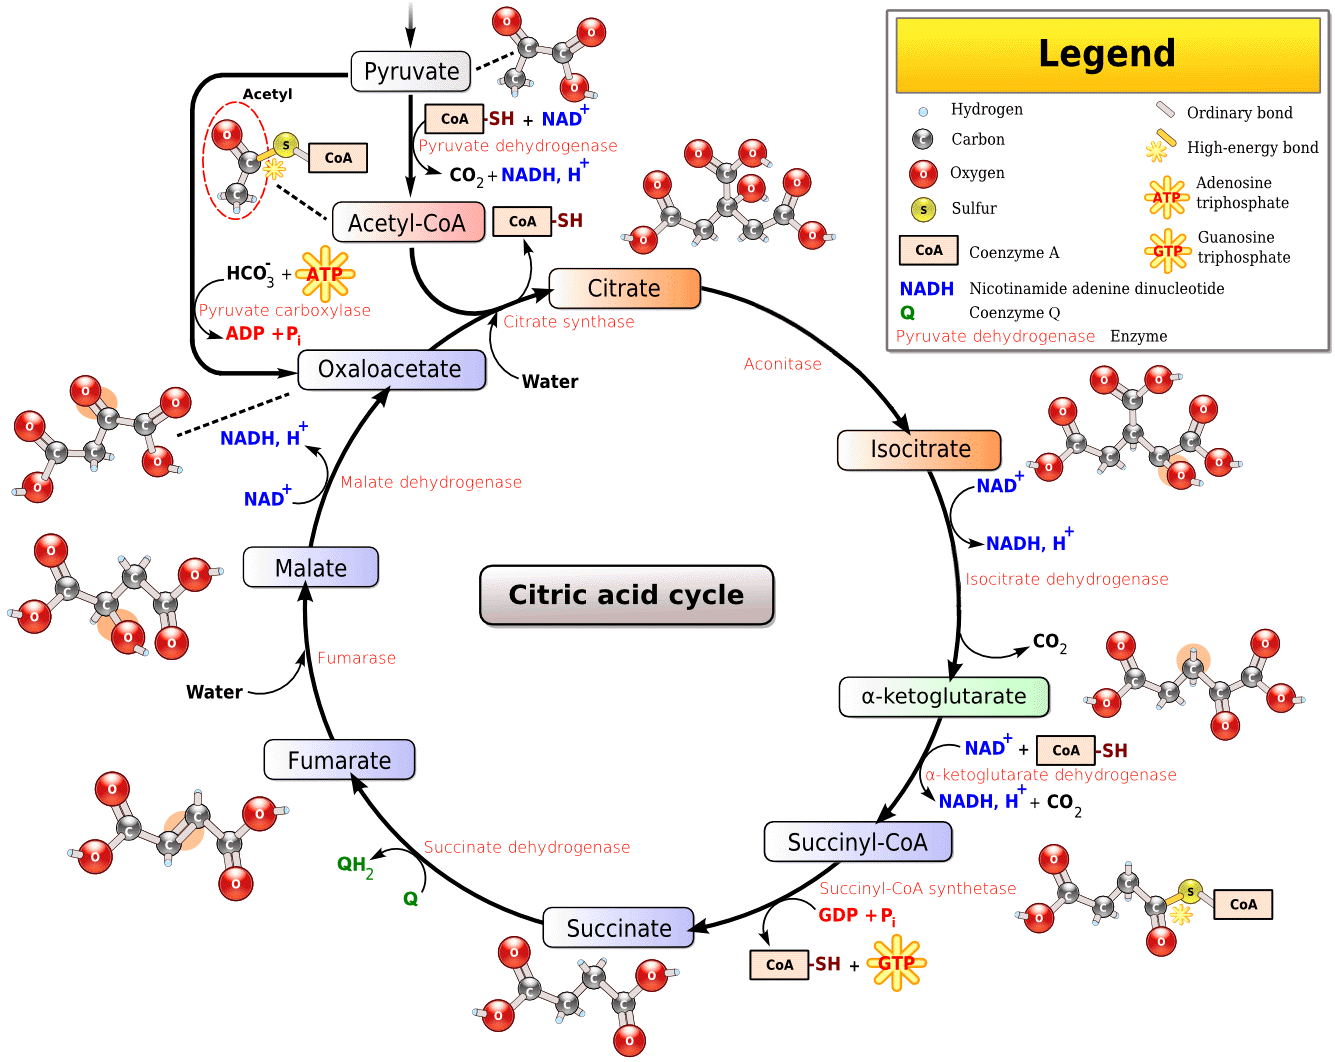 Legend
Hydrogen
Carbon
Oxygen
S Sulfur
CoA Coenzyme A
NADH Nicotinamide adenine dinucleotide
Q Coenzyme Q
Pyruvate dehydrogenase Enzyme
Ordinary bond
High-energy bond
ATP Adenosine
triphosphate
GTP Guanosine
triphosphate
Pyruvate
CoA-SH + NAD+
Pyruvate dehydrogenase
CO2+NADH, H+
Acetyl
O
C
S
CoA
C
Acetyl-CoA
CoA-SH
HCO3- + ATP
Pyruvate carboxylase
ADP +Pi
Citrate
Citrate synthase
Water
Oxaloacetate
Aconitase
Isocitrate
NAD+
NADH, H+
Isocitrate dehydrogenase
CO2
α-ketoglutarate
NAD+ + CoA-SH
α-ketoglutarate dehydrogenase
NADH, H+ + CO2
Succinyl-CoA
Succinyl-CoA synthetase
GDP +Pi
CoA-SH + GTP
S
CoA
Succinate
Succinate dehydrogenase
QH2
Q
Fumarate
Water
Fumarase
Malate
NADH, H+
NAD+
Malate dehydrogenase
Citric acid cycle